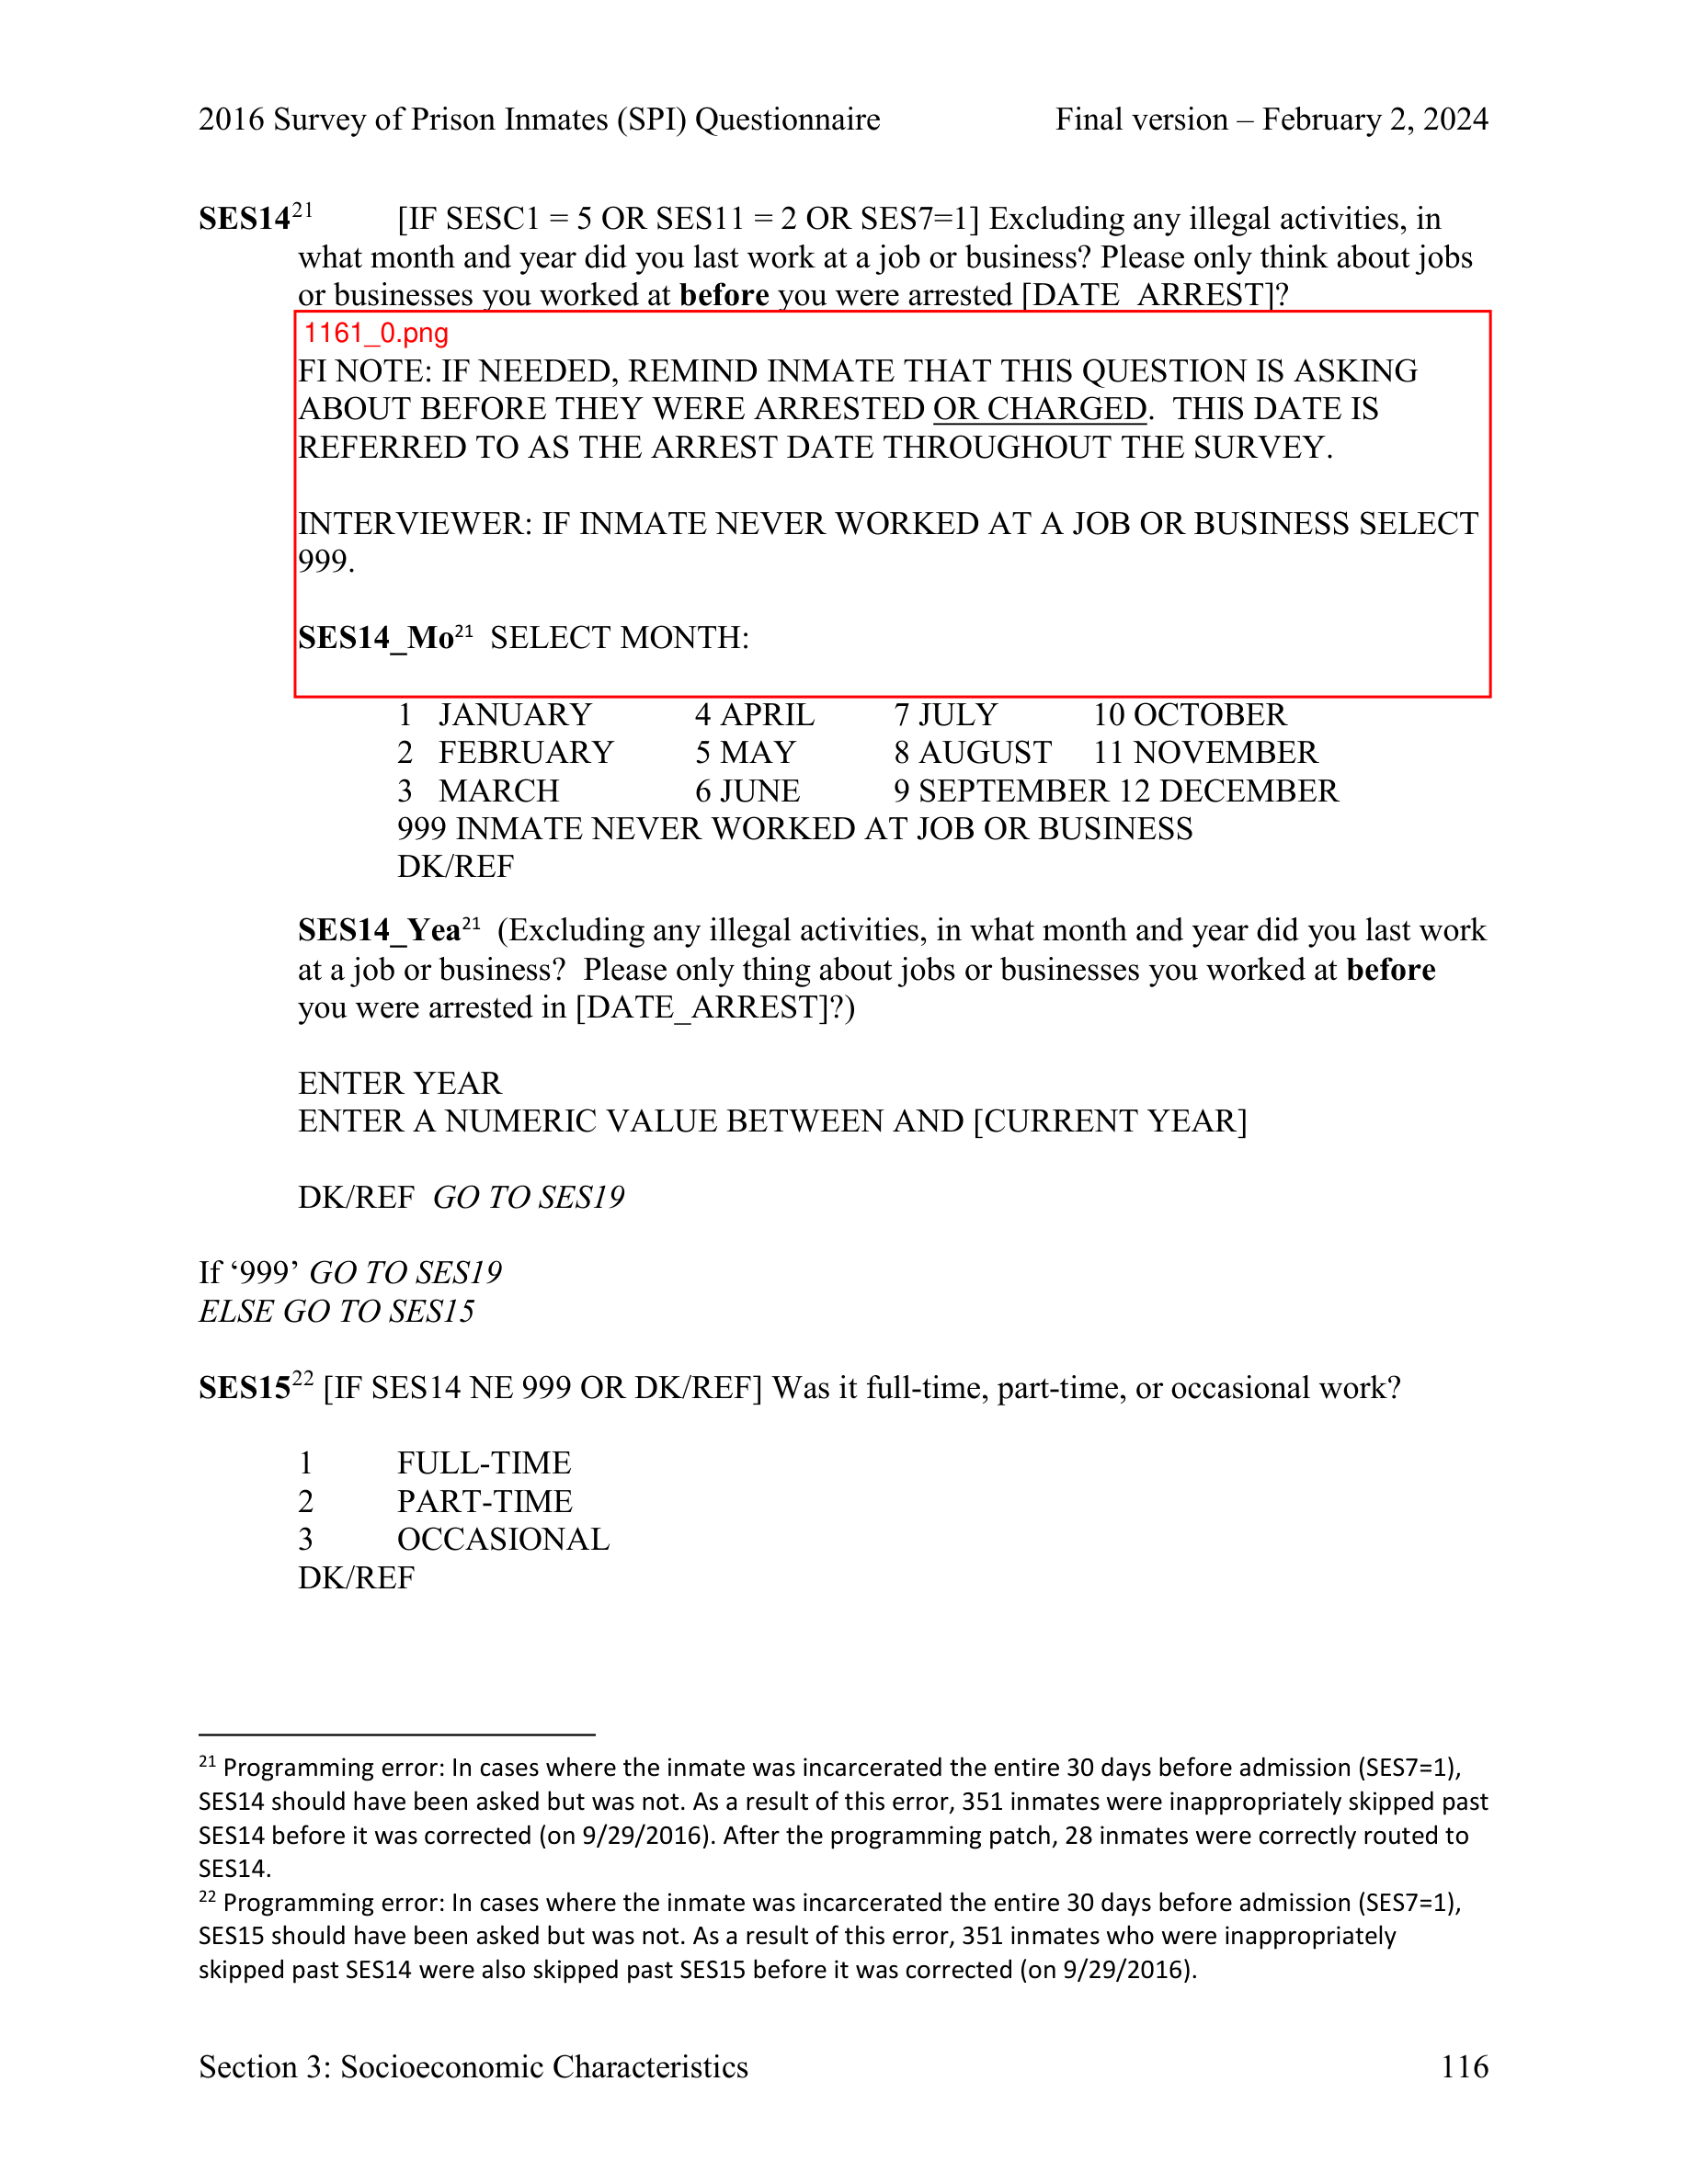 2016 Survey of Prison Inmates (SPI) Questionnaire Final version – February 2, 2024
SES14²¹ [IF SESC1 = 5 OR SES11 = 2 OR SES7=1] Excluding any illegal activities, in
what month and year did you last work at a job or business? Please only think about jobs
or businesses you worked at before you were arrested [DATE_ARREST]?
1161_0.png
FI NOTE: IF NEEDED, REMIND INMATE THAT THIS QUESTION IS ASKING
ABOUT BEFORE THEY WERE ARRESTED OR CHARGED. THIS DATE IS
REFERRED TO AS THE ARREST DATE THROUGHOUT THE SURVEY.
INTERVIEWER: IF INMATE NEVER WORKED AT A JOB OR BUSINESS SELECT
999.
SES14_Mo²¹ SELECT MONTH:
1 JANUARY 4 APRIL 7 JULY 10 OCTOBER
2 FEBRUARY 5 MAY 8 AUGUST 11 NOVEMBER
3 MARCH 6 JUNE 9 SEPTEMBER 12 DECEMBER
999 INMATE NEVER WORKED AT JOB OR BUSINESS
DK/REF
SES14_Yea²¹ (Excluding any illegal activities, in what month and year did you last work
at a job or business? Please only thing about jobs or businesses you worked at before
you were arrested in [DATE_ARREST]?)
ENTER YEAR
ENTER A NUMERIC VALUE BETWEEN AND [CURRENT YEAR]
DK/REF GO TO SES19
If ‘999’ GO TO SES19
ELSE GO TO SES15
SES15²² [IF SES14 NE 999 OR DK/REF] Was it full-time, part-time, or occasional work?
1 FULL-TIME
2 PART-TIME
3 OCCASIONAL
DK/REF
²¹ Programming error: In cases where the inmate was incarcerated the entire 30 days before admission (SES7=1),
SES14 should have been asked but was not. As a result of this error, 351 inmates were inappropriately skipped past
SES14 before it was corrected (on 9/29/2016). After the programming patch, 28 inmates were correctly routed to
SES14.
²² Programming error: In cases where the inmate was incarcerated the entire 30 days before admission (SES7=1),
SES15 should have been asked but was not. As a result of this error, 351 inmates who were inappropriately
skipped past SES14 were also skipped past SES15 before it was corrected (on 9/29/2016).
Section 3: Socioeconomic Characteristics 116